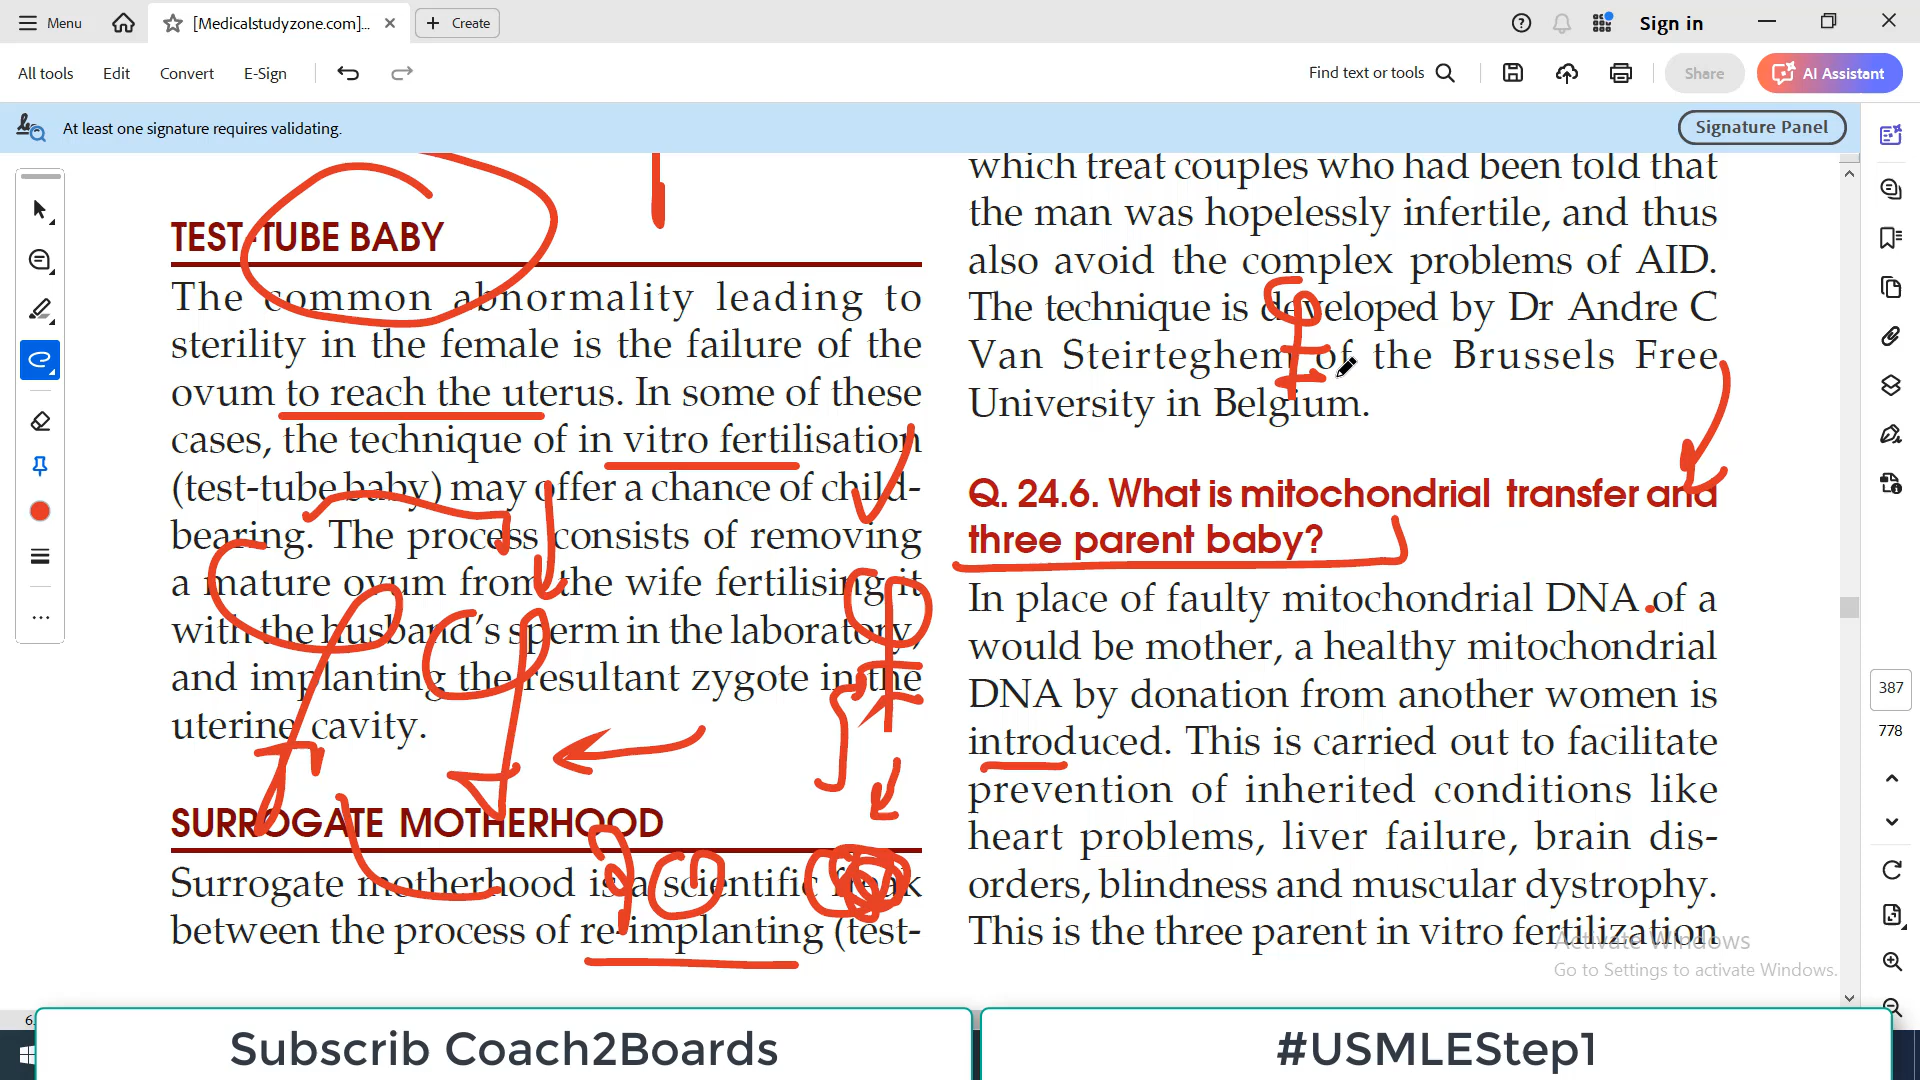 Menu
[Medicalstudyzone.com]...
Create
Sign in
All tools
Edit
Convert
E-Sign
Find text or tools
Share
AI Assistant
At least one signature requires validating.
Signature Panel
TEST-TUBE BABY
The common abnormality leading to
sterility in the female is the failure of the
ovum to reach the uterus. In some of these
cases, the technique of in vitro fertilisation
(test-tube baby) may offer a chance of child-
bearing. The process consists of removing
a mature ovum from the wife fertilising it
with the husband's sperm in the laboratory,
and implanting the resultant zygote in the
uterine cavity.
SURROGATE MOTHERHOOD
Surrogate motherhood is a scientific freak
between the process of re-implanting (test-
which treat couples who had been told that
the man was hopelessly infertile, and thus
also avoid the complex problems of AID.
The technique is developed by Dr Andre C
Van Steirteghem of the Brussels Free
University in Belgium.
Q. 24.6. What is mitochondrial transfer and
three parent baby?
In place of faulty mitochondrial DNA of a
would be mother, a healthy mitochondrial
DNA by donation from another women is
introduced. This is carried out to facilitate
prevention of inherited conditions like
heart problems, liver failure, brain dis-
orders, blindness and muscular dystrophy.
This is the three parent in vitro fertilization
387
778
Activate Windows
Go to Settings to activate Windows.
Subscrib Coach2Boards
#USMLEStep1